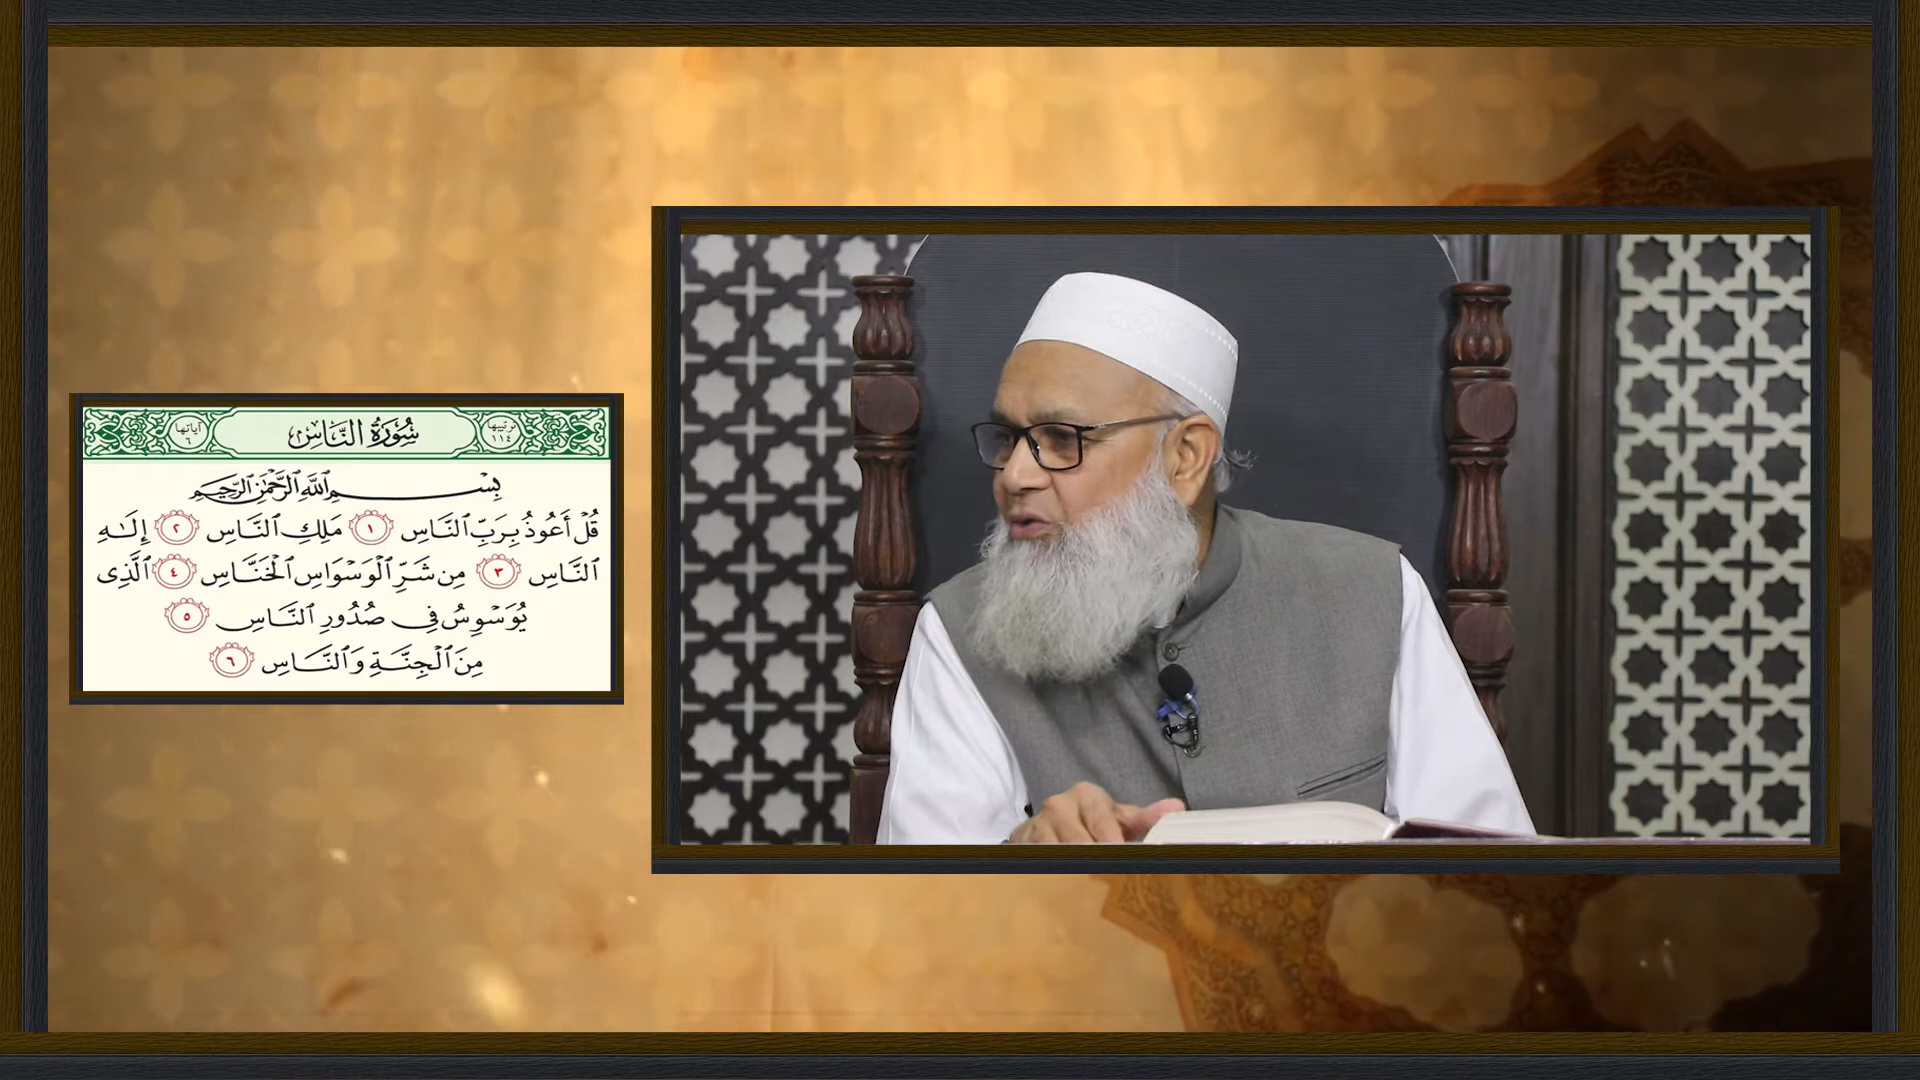 ترتيبها ١١٤ سُورَةُ النَّاسِ آياتها ٦
بِسْمِ ٱللَّهِ ٱلرَّحْمَٰنِ ٱلرَّحِيمِ
قُلْ أَعُوذُ بِرَبِّ ٱلنَّاسِ ١ مَلِكِ ٱلنَّاسِ ٢ إِلَٰهِ
ٱلنَّاسِ ٣ مِن شَرِّ ٱلْوَسْوَاسِ ٱلْخَنَّاسِ ٤ ٱلَّذِى
يُوَسْوِسُ فِى صُدُورِ ٱلنَّاسِ ٥
مِنَ ٱلْجِنَّةِ وَٱلنَّاسِ ٦